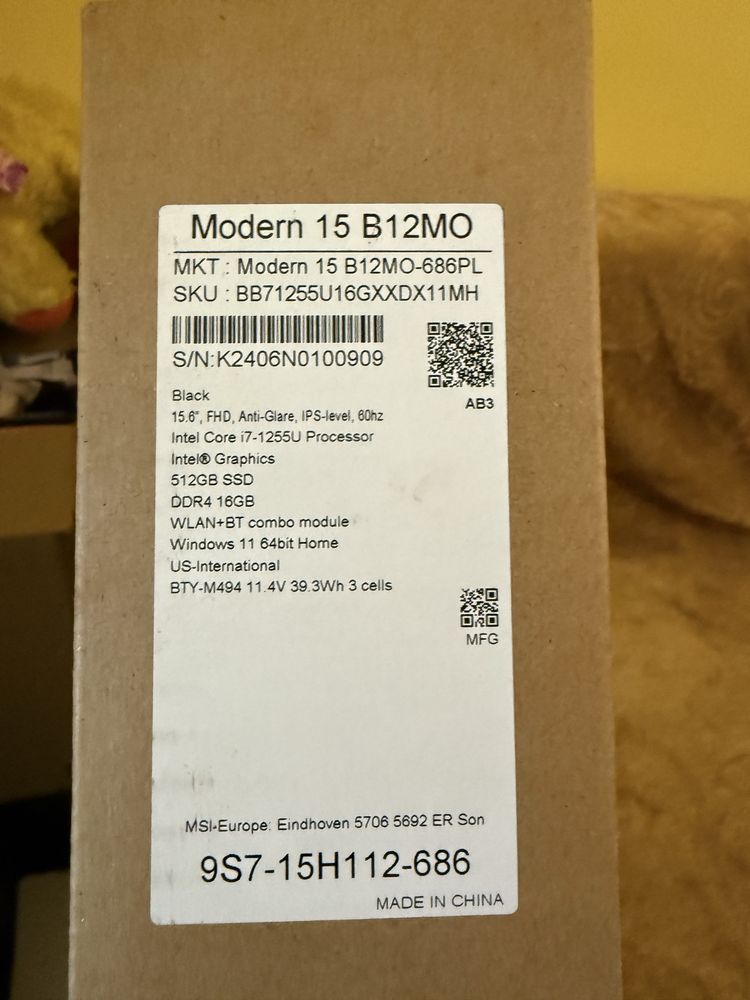 Modern 15 B12MO
MKT : Modern 15 B12MO-686PL
SKU : BB71255U16GXXDX11MH
S/N:K2406N0100909
AB3
Black
15.6", FHD, Anti-Glare, IPS-level, 60hz
Intel Core i7-1255U Processor
Intel® Graphics
512GB SSD
DDR4 16GB
WLAN+BT combo module
Windows 11 64bit Home
US-International
BTY-M494 11.4V 39.3Wh 3 cells
MFG
MSI-Europe: Eindhoven 5706 5692 ER Son
9S7-15H112-686
MADE IN CHINA